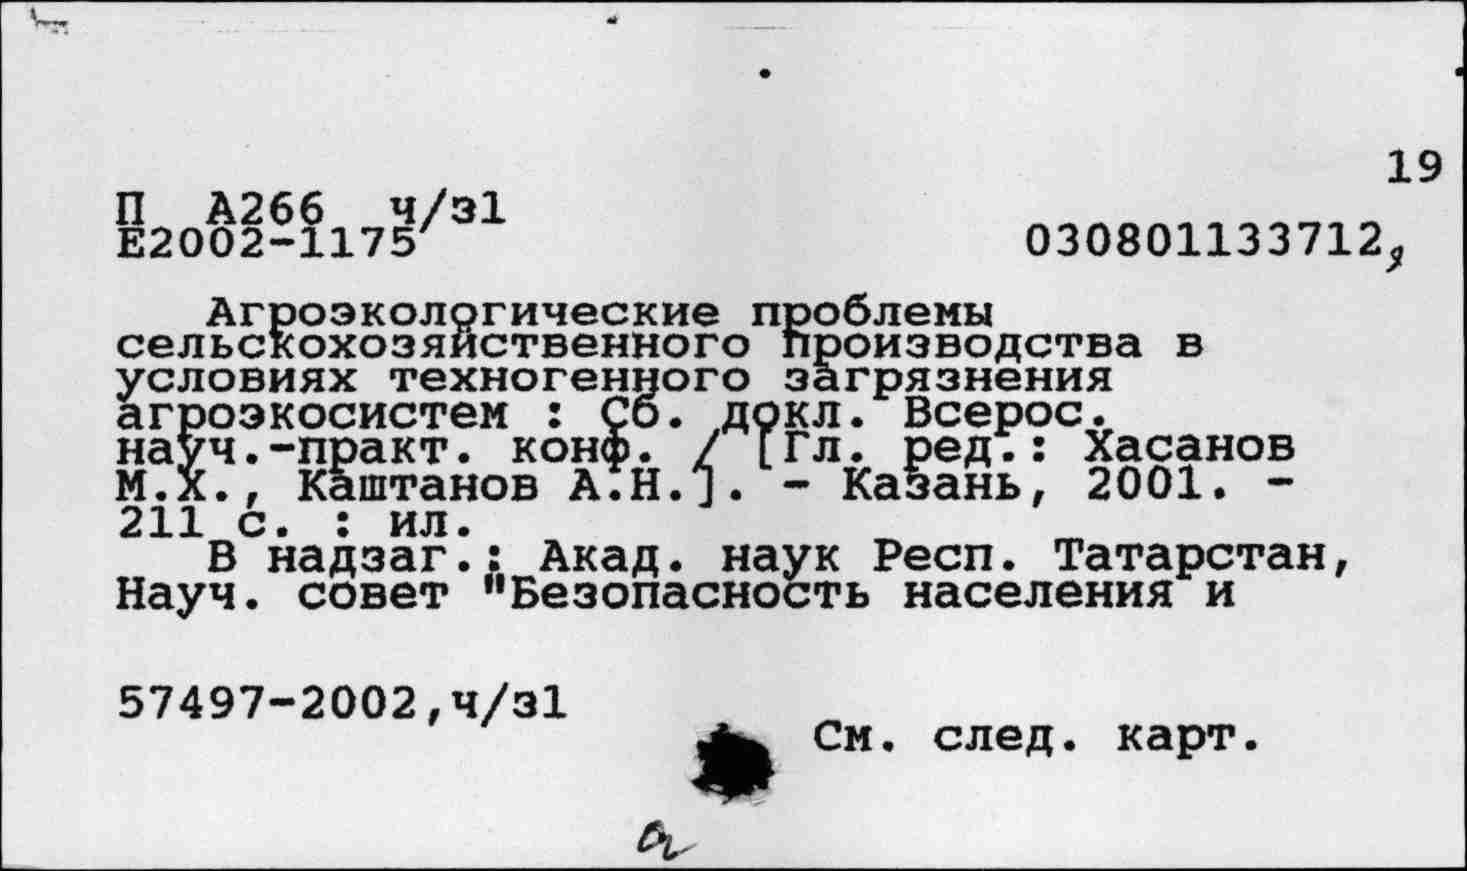 19
П А266 ч/з1
Е2002-1175
030801133712,
Агроэкологические проблемы
сельскохозяйственного производства в
условиях техногенного загрязнения
агроэкосистем : Сб. докл. Всерос.
науч.-практ. конф. / [Гл. ред.: Хасанов
М.Х., Каштанов А.Н.]. - Казань, 2001. -
211 с. : ил.
В надзаг.: Акад. наук Респ. Татарстан,
Науч. совет "Безопасность населения и
57497-2002,ч/з1
См. след. карт.